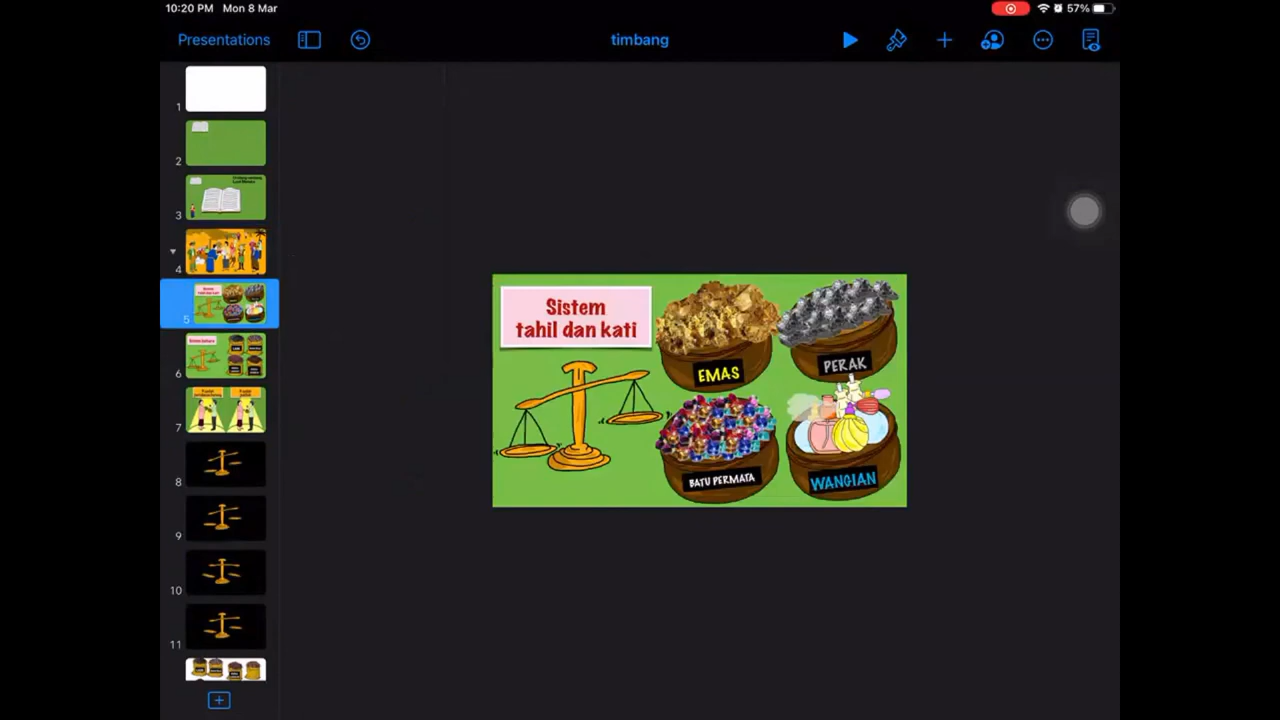 10:20 PM Mon 8 Mar
57%
Presentations
timbang
1
2
3
4
5
6
7
8
9
10
11
Sistem
tahil dan kati
EMAS
PERAK
BATU PERMATA
WANGIAN